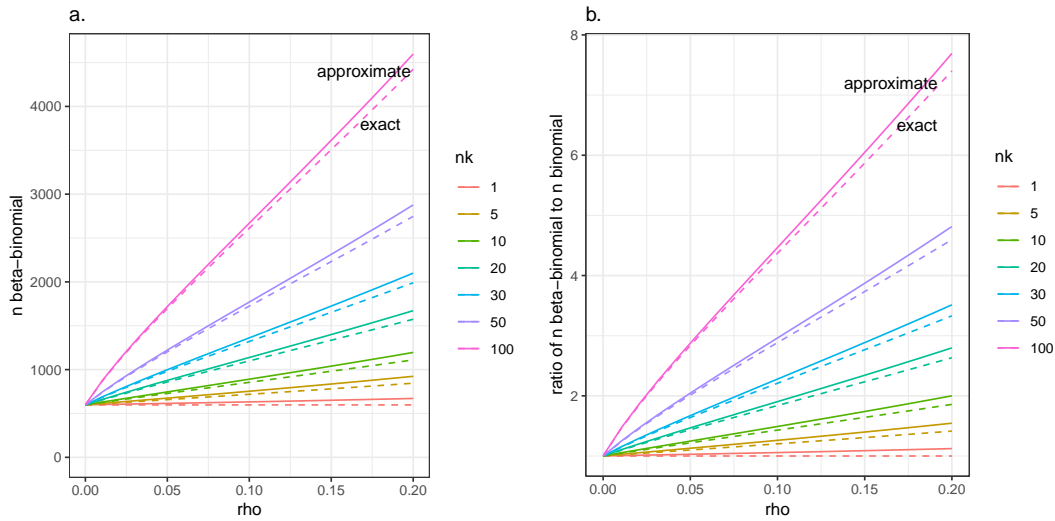 a.
n beta−binomial
4000
3000
2000
1000
0
approximate
exact
0.00 0.05 0.10 0.15 0.20
rho
nk
1
5
10
20
30
50
100
b.
ratio of n beta−binomial to n binomial
8
6
4
2
approximate
exact
0.00 0.05 0.10 0.15 0.20
rho
nk
1
5
10
20
30
50
100